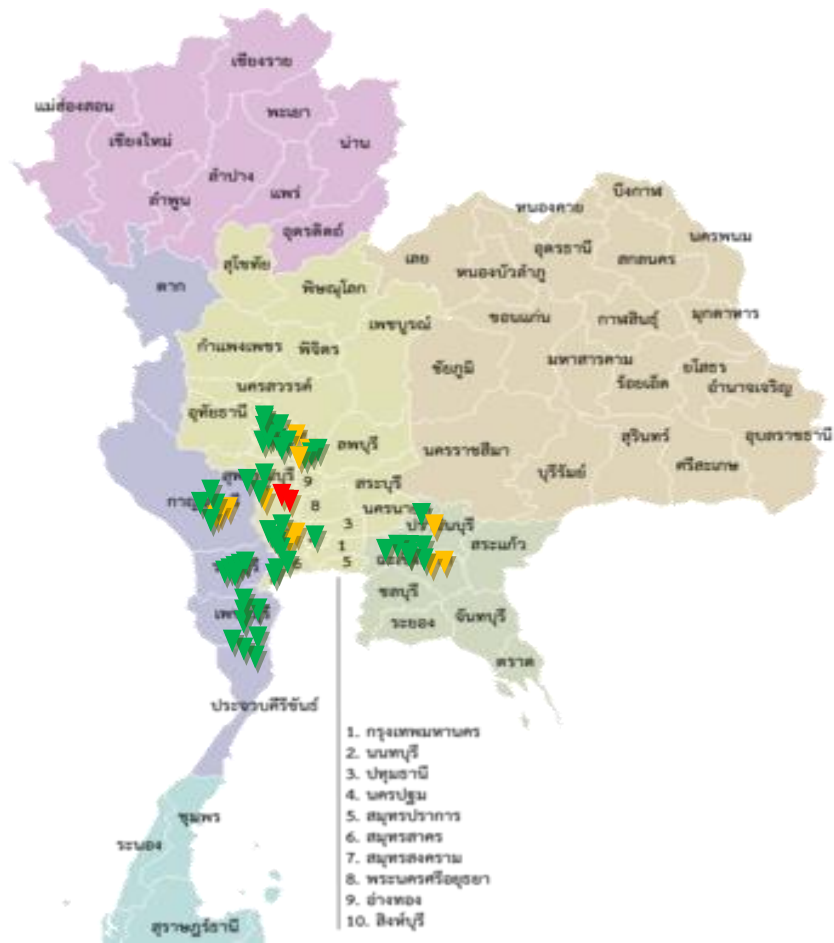 เชียงราย
แม่ฮ่องสอน
พะเยา
เชียงใหม่
น่าน
ลำปาง
แพร่
ลำพูน
อุตรดิตถ์
บึงกาฬ
หนองคาย
นครพนม
อุดรธานี
เลย
สกลนคร
สุโขทัย
หนองบัวลำภู
ตาก
พิษณุโลก
มุกดาหาร
ขอนแก่น
กาฬสินธุ์
เพชรบูรณ์
กำแพงเพชร
พิจิตร
มหาสารคาม
ชัยภูมิ
ยโสธร
ร้อยเอ็ด
อำนาจเจริญ
นครสวรรค์
อุทัยธานี
อุบลราชธานี
สุรินทร์
ลพบุรี
นครราชสีมา
ศรีสะเกษ
บุรีรัมย์
9
สระบุรี
8
3
สระแก้ว
1
5
6
ชลบุรี
จันทบุรี
ระยอง
ตราด
ประจวบคีรีขันธ์
1. กรุงเทพมหานคร
2. นนทบุรี
3. ปทุมธานี
4. นครปฐม
5. สมุทรปราการ
6. สมุทรสาคร
7. สมุทรสงคราม
8. พระนครศรีอยุธยา
9. อ่างทอง
10. สิงห์บุรี
ชุมพร
ระนอง
สุราษฎร์ธานี